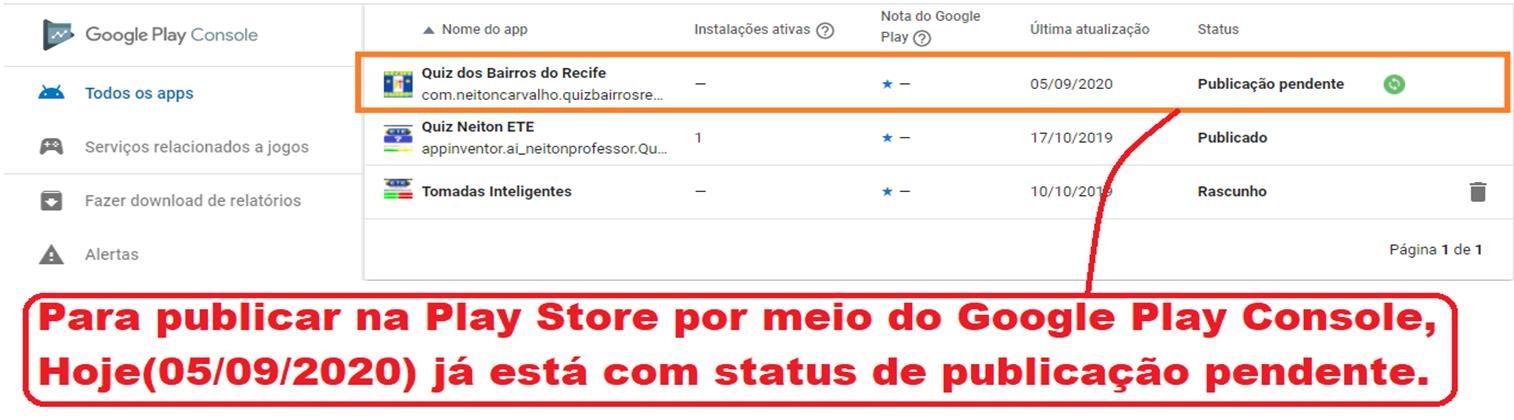 Google Play Console
Todos os apps
Serviços relacionados a jogos
Fazer download de relatórios
Alertas
Nome do app Instalações ativas ? Nota do Google Play ? Última atualização Status
Quiz dos Bairros do Recife
com.neitoncarvalho.quizbairrosre... — ★ — 05/09/2020 Publicação pendente
Quiz Neiton ETE
appinventor.ai_neitonprofessor.Qu... 1 ★ — 17/10/2019 Publicado
Tomadas Inteligentes — ★ — 10/10/2019 Rascunho
Página 1 de 1
Para publicar na Play Store por meio do Google Play Console,
Hoje(05/09/2020) já está com status de publicação pendente.